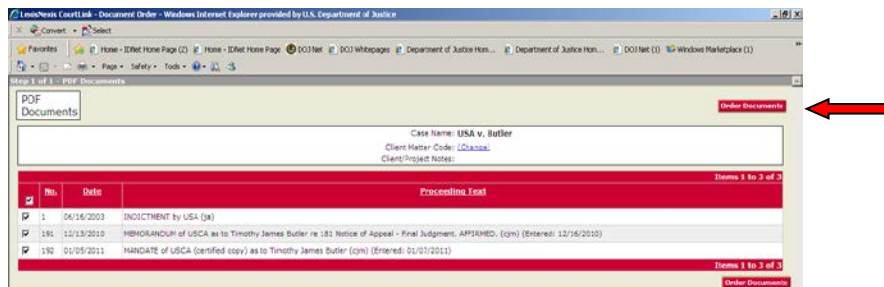 LexisNexis CourtLink - Document Order - Windows Internet Explorer provided by U.S. Department of Justice
Convert Select
Favorites Home - IDNet Home Page (2) Home - IDNet Home Page DOJ Net DOJ Whitepages Department of Justice Hom... Department of Justice Hom... DOJ Net (1) Windows Marketplace (1)
Page Safety Tools
Step 1 of 1 - PDF Documents
PDF
Documents
Order Documents
Case Name: USA v. Butler
Client Matter Code: [Change]
Client/Project Notes:
Items 1 to 3 of 3
No. Date Proceeding Text
1 06/16/2003 INDICTMENT by USA (ja)
191 12/13/2010 MEMORANDUM of USCA as to Timothy James Butler re 181 Notice of Appeal - Final Judgment. AFFIRMED. (cjm) (Entered: 12/16/2010)
192 01/05/2011 MANDATE of USCA (certified copy) as to Timothy James Butler (cjm) (Entered: 01/07/2011)
Items 1 to 3 of 3
Order Documents